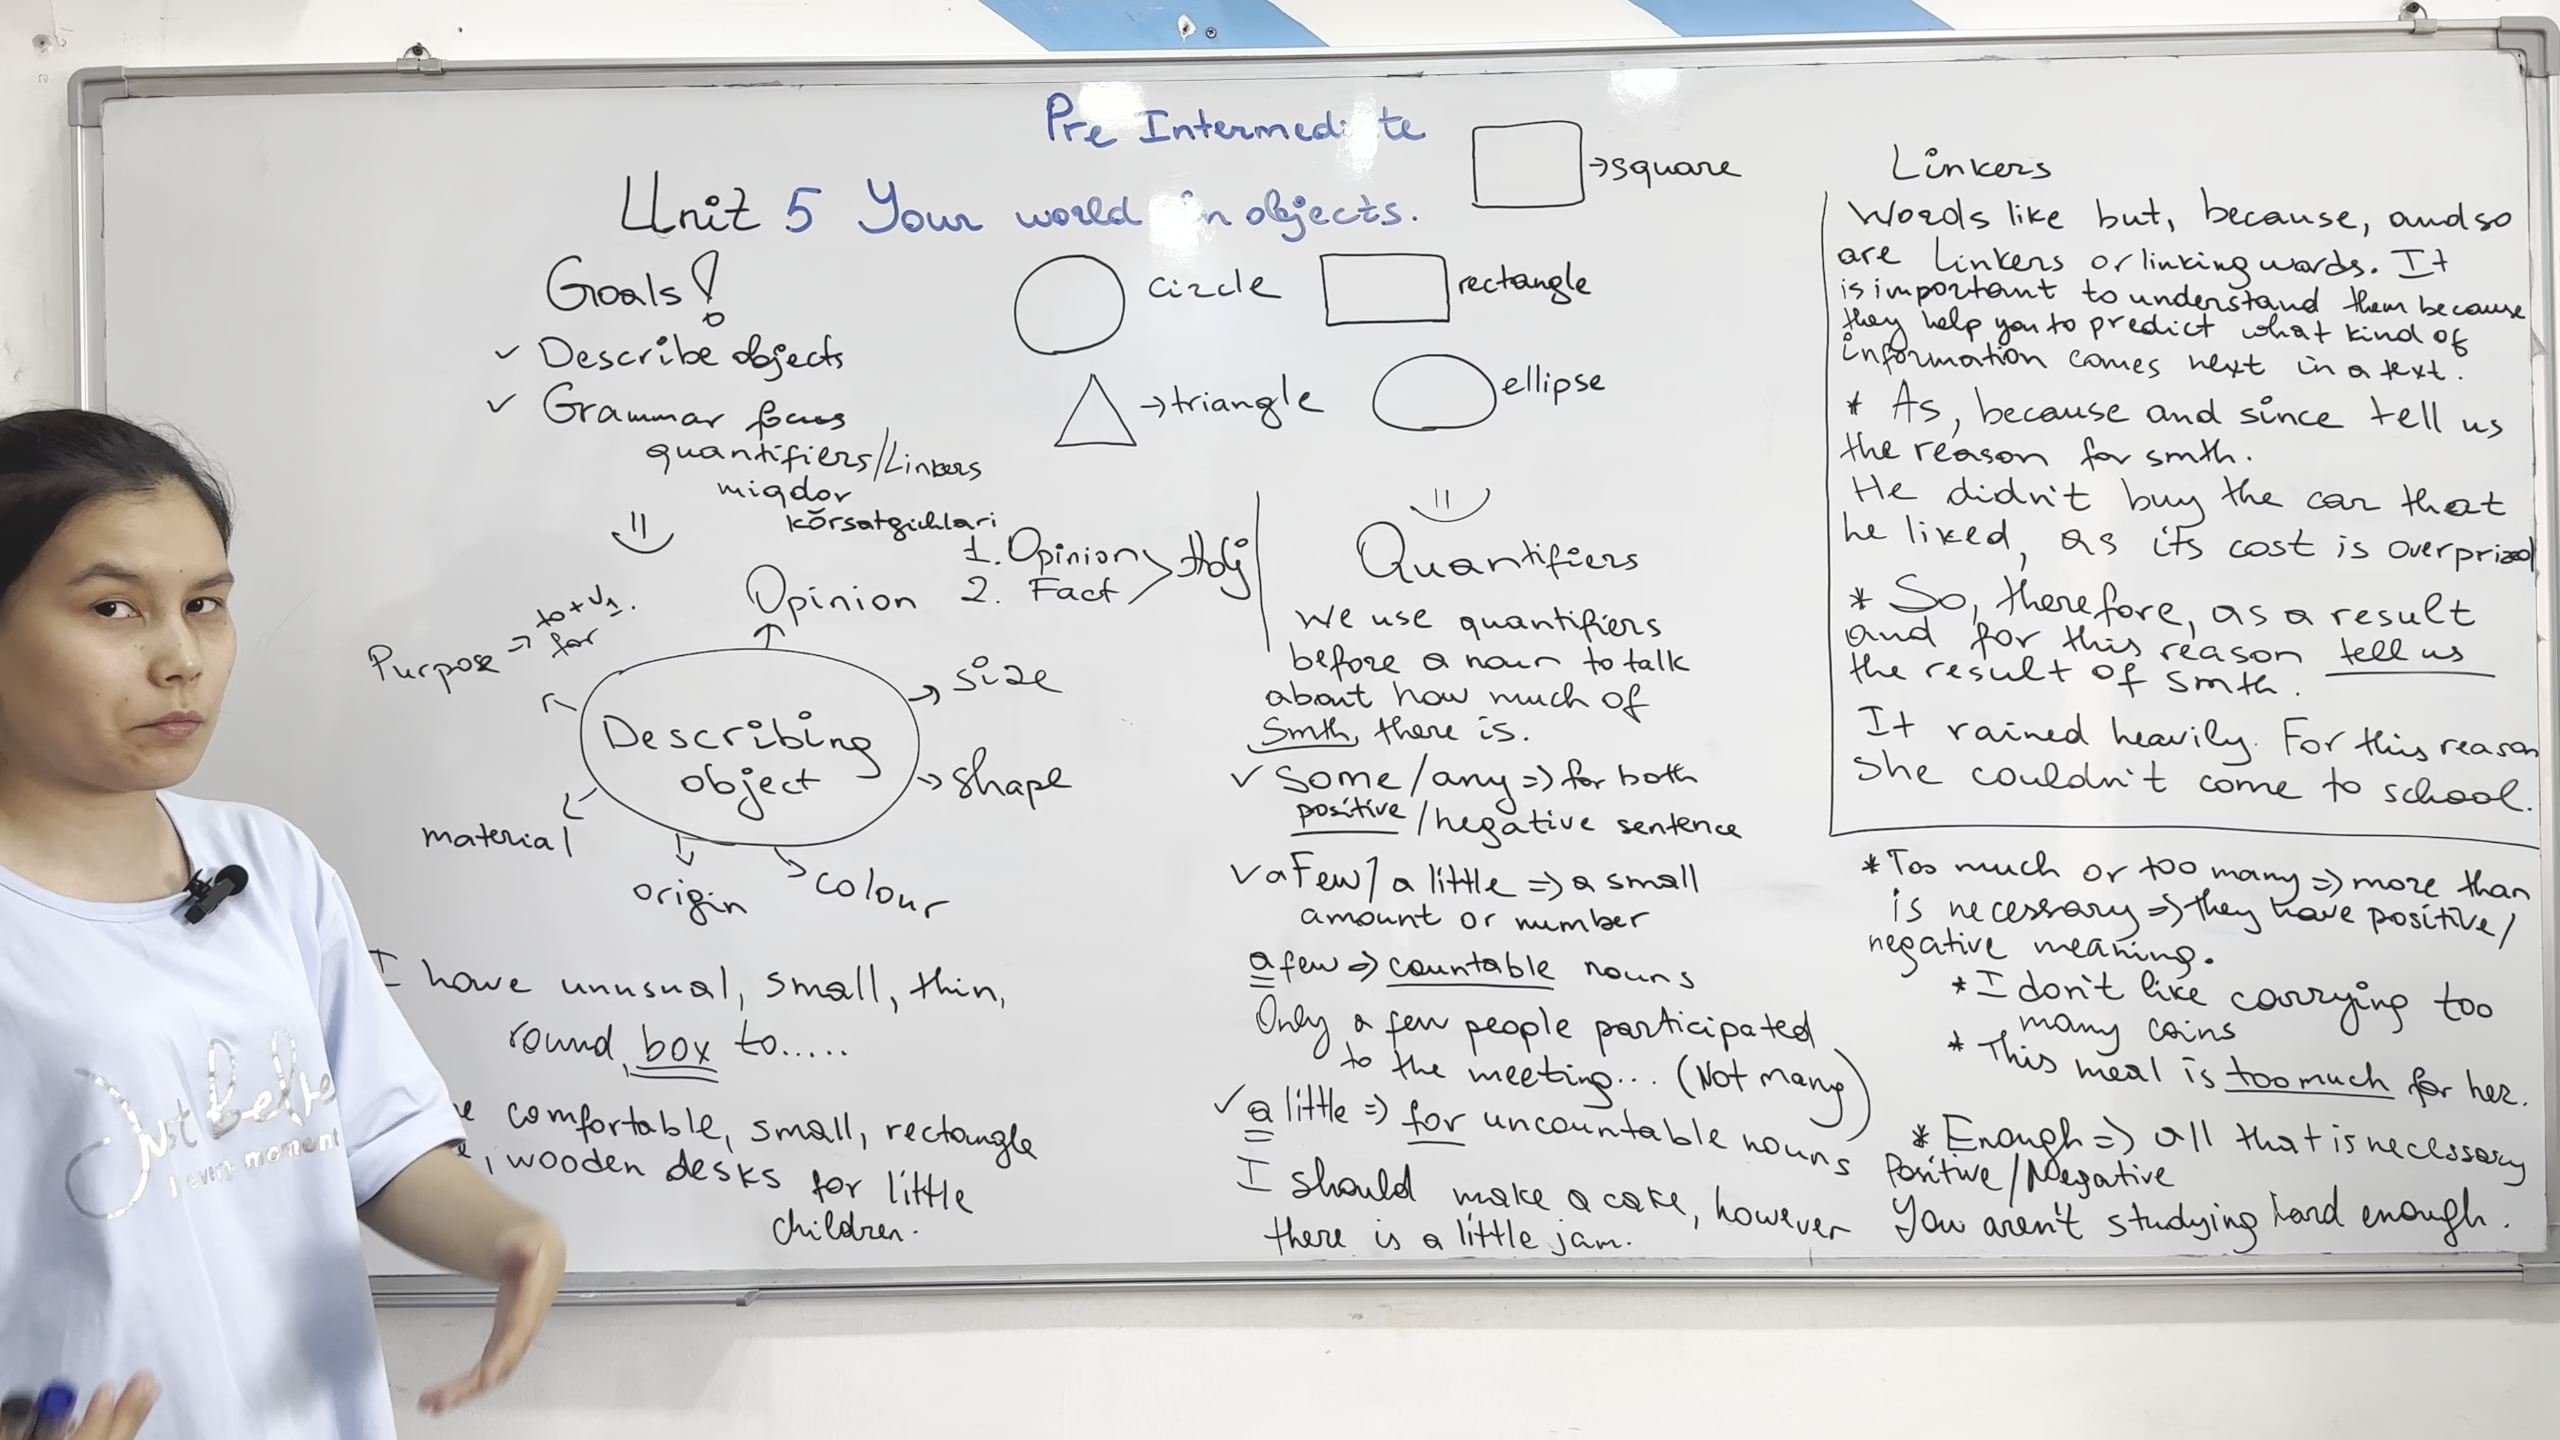 Pre Intermediate
Unit 5 Your world in objects.
Goals!
✓ Describe objects
✓ Grammar focus
quantifiers/Linkers
miqdor
kŏrsatgichlari
→square
circle
rectangle
→triangle
ellipse
1. Opinion
2. Fact
Opinion
Purpose ⇒ to + V1.
for
size
shape
Describing
object
material
origin
colour
I have unusual, small, thin,
round, box to.....
comfortable, small, rectangle
, wooden desks for little
children.
Quantifiers
We use quantifiers
before a noun to talk
about how much of
Smth, there is.
✓ some/any ⇒ for both
positive/negative sentence
✓ a Few/ a little ⇒ a small
amount or number
a few ⇒ countable nouns
Only a few people participated
to the meeting... (Not many)
✓ a little ⇒ for uncountable nouns
I should make a cake, however
there is a little jam.
Linkers
Words like but, because, and so
are Linkers or linking words. It
is important to understand them because
they help you to predict what kind of
information comes next in a text.
* As, because and since tell us
the reason for smth.
He didn't buy the car that
he liked, as its cost is overprized
* So, therefore, as a result
and for this reason tell us
the result of smth.
It rained heavily. For this reason
she couldn't come to school.
* Too much or too many ⇒ more than
is necessary ⇒ they have positive/
negative meaning.
* I don't like carrying too
many coins
* This meal is too much for her.
* Enough ⇒ all that is necessary
Positive/Negative
You aren't studying hard enough.
Just Belie
moment